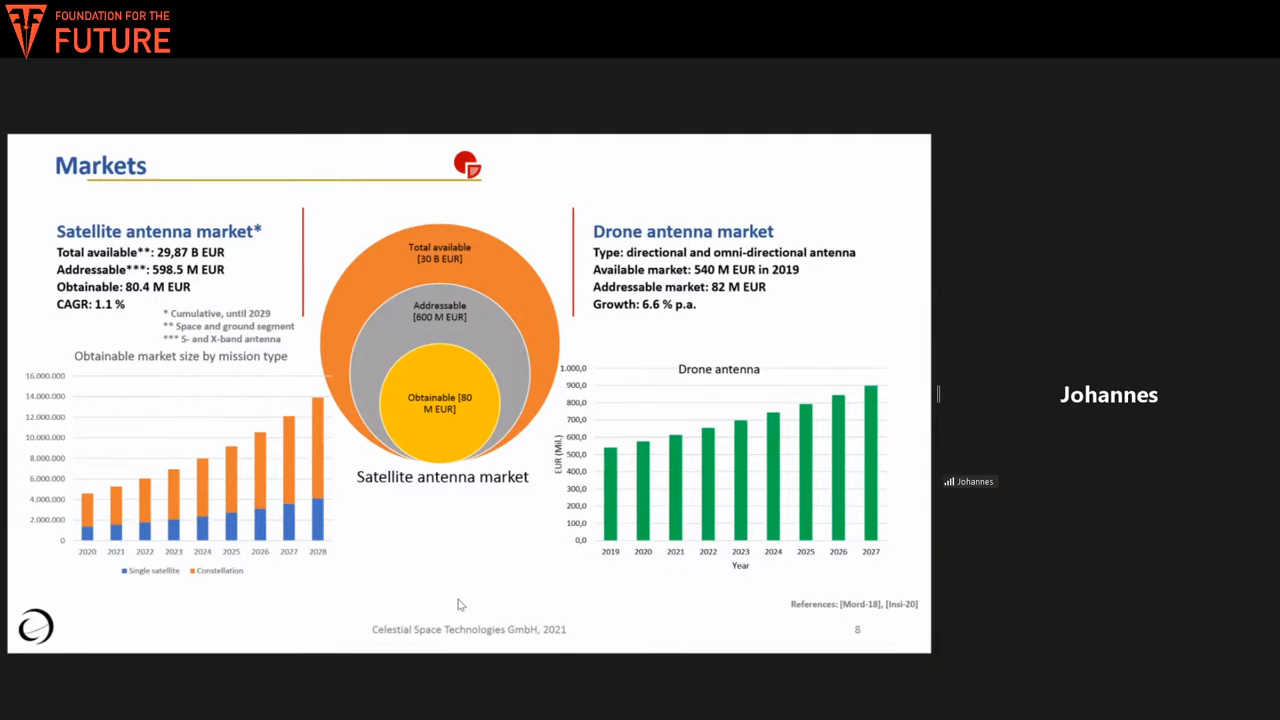 FOUNDATION FOR THE
FUTURE
Markets
Satellite antenna market*
Total available**: 29,87 B EUR
Addressable***: 598.5 M EUR
Obtainable: 80.4 M EUR
CAGR: 1.1 %
* Cumulative, until 2029
** Space and ground segment
*** S- and X-band antenna
Obtainable market size by mission type
16.000.000
14.000.000
12.000.000
10.000.000
8.000.000
6.000.000
4.000.000
2.000.000
0
2020 2021 2022 2023 2024 2025 2026 2027 2028
Single satellite Constellation
Total available
[30 B EUR]
Addressable
[600 M EUR]
Obtainable [80
M EUR]
Satellite antenna market
Drone antenna market
Type: directional and omni-directional antenna
Available market: 540 M EUR in 2019
Addressable market: 82 M EUR
Growth: 6.6 % p.a.
Drone antenna
1.000,0
900,0
800,0
700,0
600,0
500,0
400,0
300,0
200,0
100,0
0,0
EUR (Mil.)
2019 2020 2021 2022 2023 2024 2025 2026 2027
Year
References: [Mord-18], [Insi-20]
Celestial Space Technologies GmbH, 2021
8
Johannes
Johannes